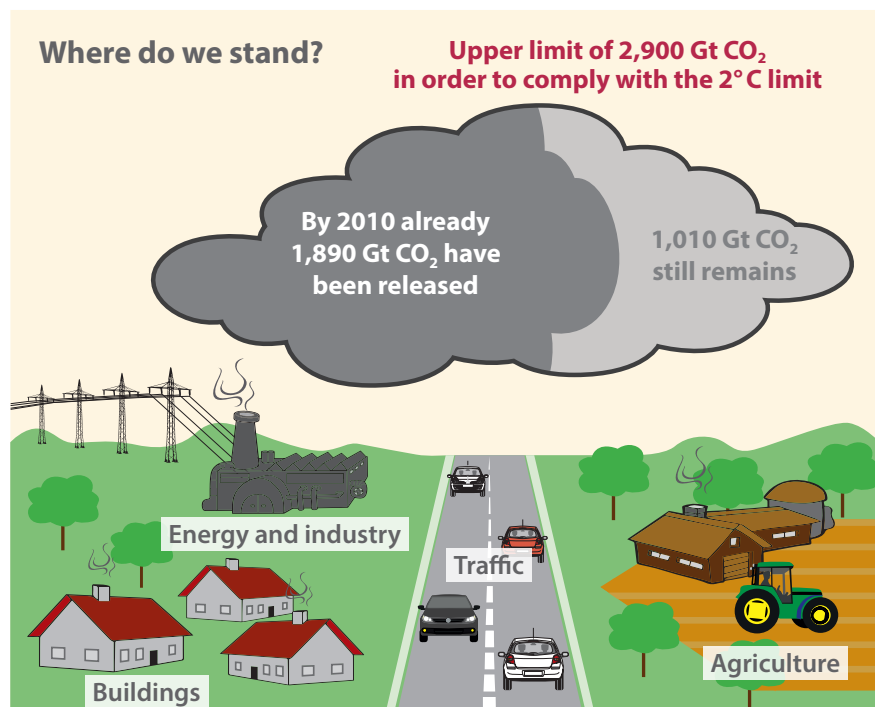 Where do we stand?
Upper limit of 2,900 Gt CO₂
in order to comply with the 2° C limit
By 2010 already
1,890 Gt CO₂ have
been released
1,010 Gt CO₂
still remains
Energy and industry
Traffic
Buildings
Agriculture